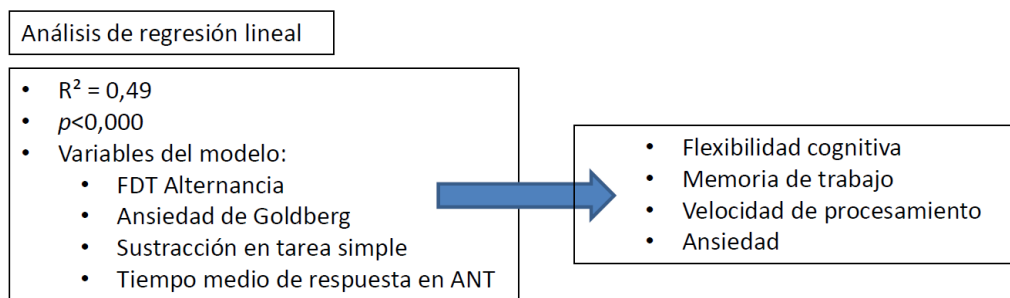 Análisis de regresión lineal
• R² = 0,49
• p<0,000
• Variables del modelo:
• FDT Alternancia
• Ansiedad de Goldberg
• Sustracción en tarea simple
• Tiempo medio de respuesta en ANT
• Flexibilidad cognitiva
• Memoria de trabajo
• Velocidad de procesamiento
• Ansiedad